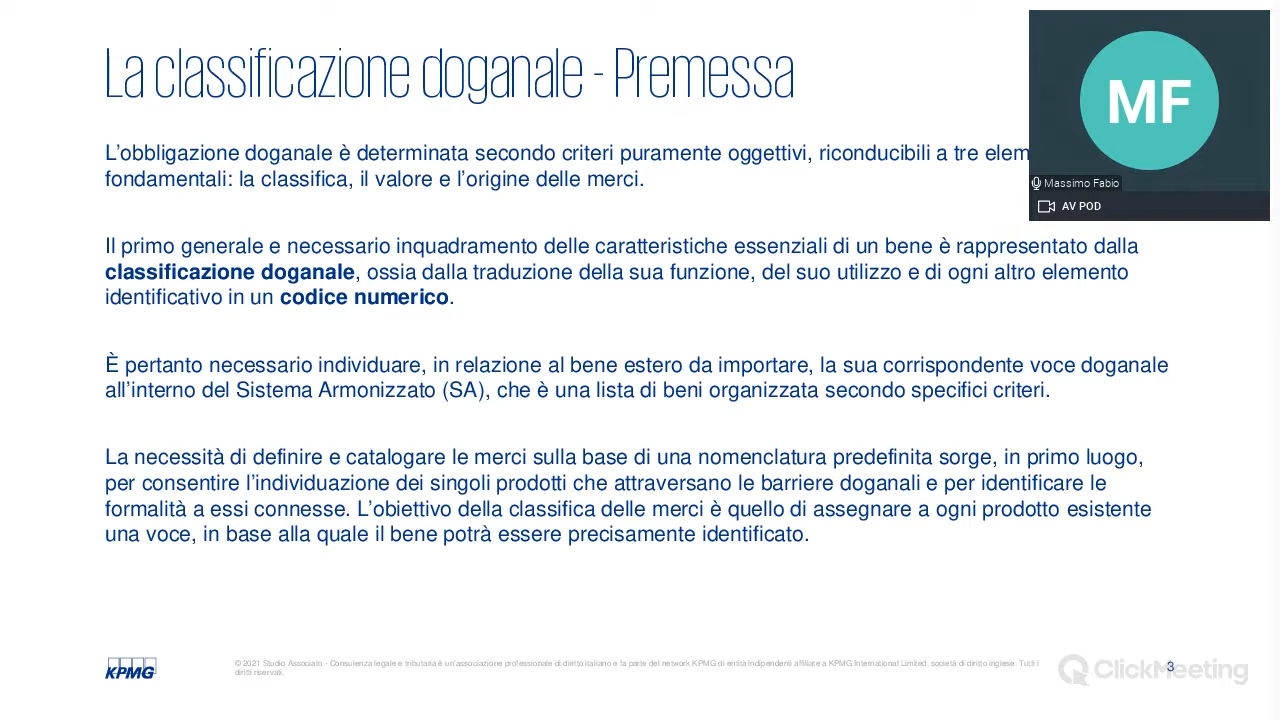 La classificazione doganale - Premessa
MF
L’obbligazione doganale è determinata secondo criteri puramente oggettivi, riconducibili a tre elem
fondamentali: la classifica, il valore e l’origine delle merci.
Massimo Fabio
AV POD
Il primo generale e necessario inquadramento delle caratteristiche essenziali di un bene è rappresentato dalla
classificazione doganale, ossia dalla traduzione della sua funzione, del suo utilizzo e di ogni altro elemento
identificativo in un codice numerico.
È pertanto necessario individuare, in relazione al bene estero da importare, la sua corrispondente voce doganale
all’interno del Sistema Armonizzato (SA), che è una lista di beni organizzata secondo specifici criteri.
La necessità di definire e catalogare le merci sulla base di una nomenclatura predefinita sorge, in primo luogo,
per consentire l’individuazione dei singoli prodotti che attraversano le barriere doganali e per identificare le
formalità a essi connesse. L’obiettivo della classifica delle merci è quello di assegnare a ogni prodotto esistente
una voce, in base alla quale il bene potrà essere precisamente identificato.
KPMG
© 2021 Studio Associato - Consulenza legale e tributaria è un’associazione professionale di diritto italiano e fa parte del network KPMG di entità indipendenti affiliate a KPMG International Limited, società di diritto inglese. Tutti i
diritti riservati.
3
ClickMeeting